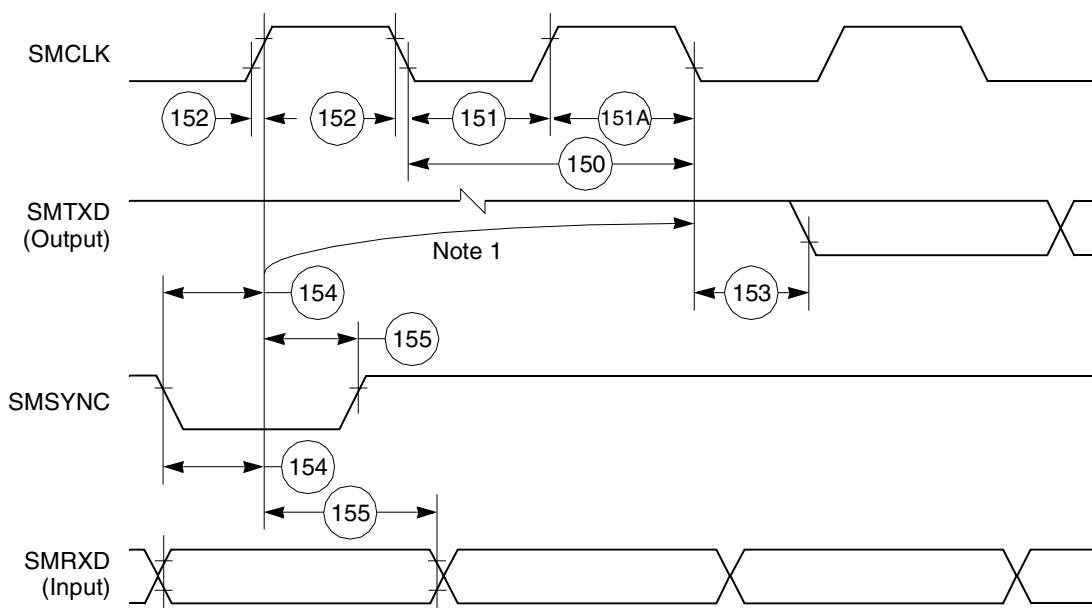 SMCLK
152
152
151
151A
150
SMTXD
(Output)
Note 1
154
153
155
SMSYNC
154
155
SMRXD
(Input)